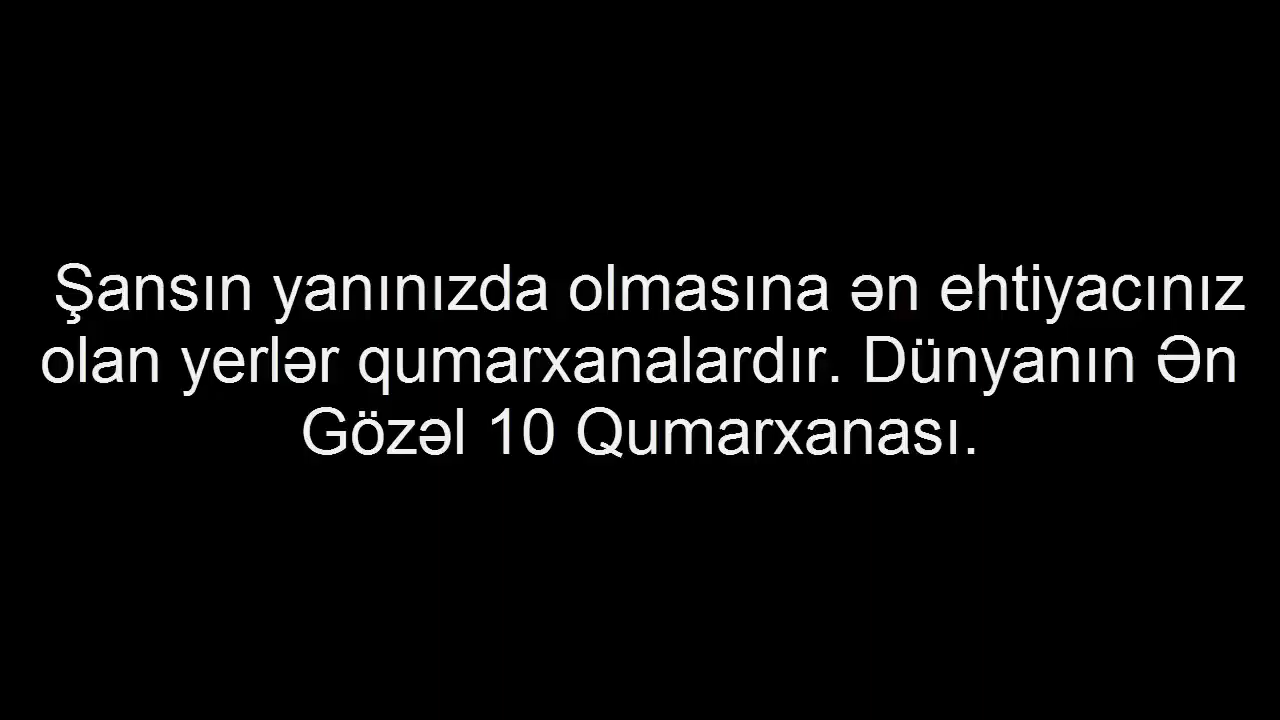 Şansın yanınızda olmasına ən ehtiyacınız
olan yerlər qumarxanalardır. Dünyanın Ən
Gözəl 10 Qumarxanası.